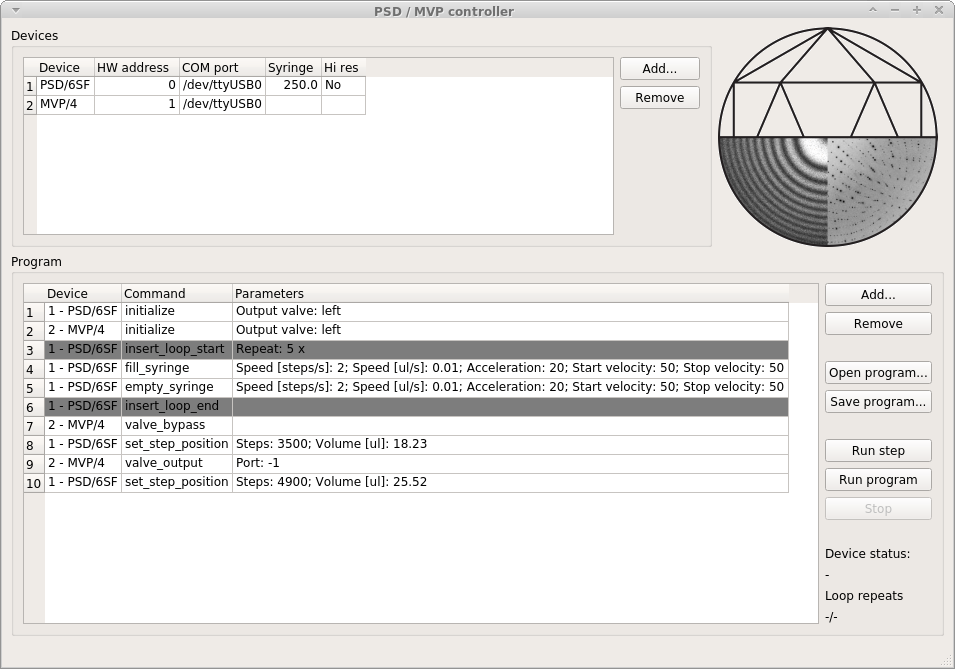 PSD / MVP controller
Devices
Device HW address COM port Syringe Hi res
1 PSD/6SF 0 /dev/ttyUSB0 250.0 No
2 MVP/4 1 /dev/ttyUSB0
Add...
Remove
Program
Device Command Parameters
1 1 - PSD/6SF initialize Output valve: left
2 2 - MVP/4 initialize Output valve: left
3 1 - PSD/6SF insert_loop_start Repeat: 5 x
4 1 - PSD/6SF fill_syringe Speed [steps/s]: 2; Speed [ul/s]: 0.01; Acceleration: 20; Start velocity: 50; Stop velocity: 50
5 1 - PSD/6SF empty_syringe Speed [steps/s]: 2; Speed [ul/s]: 0.01; Acceleration: 20; Start velocity: 50; Stop velocity: 50
6 1 - PSD/6SF insert_loop_end
7 2 - MVP/4 valve_bypass
8 1 - PSD/6SF set_step_position Steps: 3500; Volume [ul]: 18.23
9 2 - MVP/4 valve_output Port: -1
10 1 - PSD/6SF set_step_position Steps: 4900; Volume [ul]: 25.52
Add...
Remove
Open program...
Save program...
Run step
Run program
Stop
Device status:
-
Loop repeats
-/-